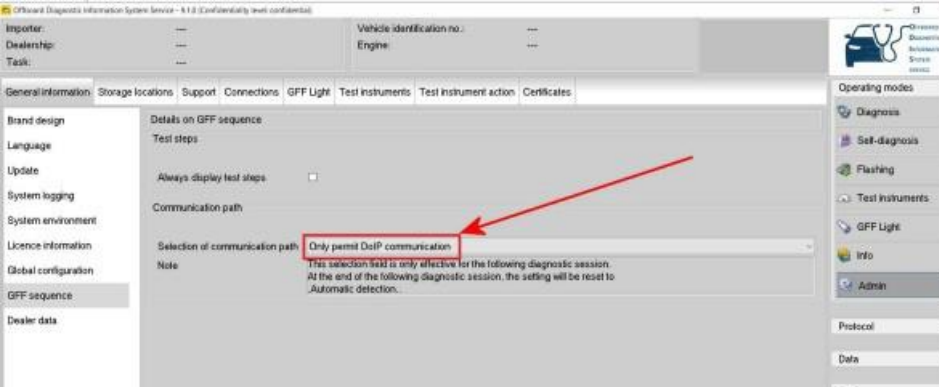 Offboard Diagnostic Information System Service - 9.1.0 (Confidentiality level: confidential)
Importer: ---
Vehicle identification no.: ---
Dealership: ---
Engine: ---
Task: ---
General information Storage locations Support Connections GFF Light Test instruments Test instrument action Certificates
Brand design
Language
Update
System logging
System environment
Licence information
Global configuration
GFF sequence
Dealer data
Details on GFF sequence
Test steps
Always display test steps
Communication path
Selection of communication path Only permit DoIP communication
Note
This selection field is only effective for the following diagnostic session.
At the end of the following diagnostic session, the setting will be reset to
„Automatic detection„.
Operating modes
Diagnosis
Self-diagnosis
Flashing
Test instruments
GFF Light
Info
Admin
Protocol
Data